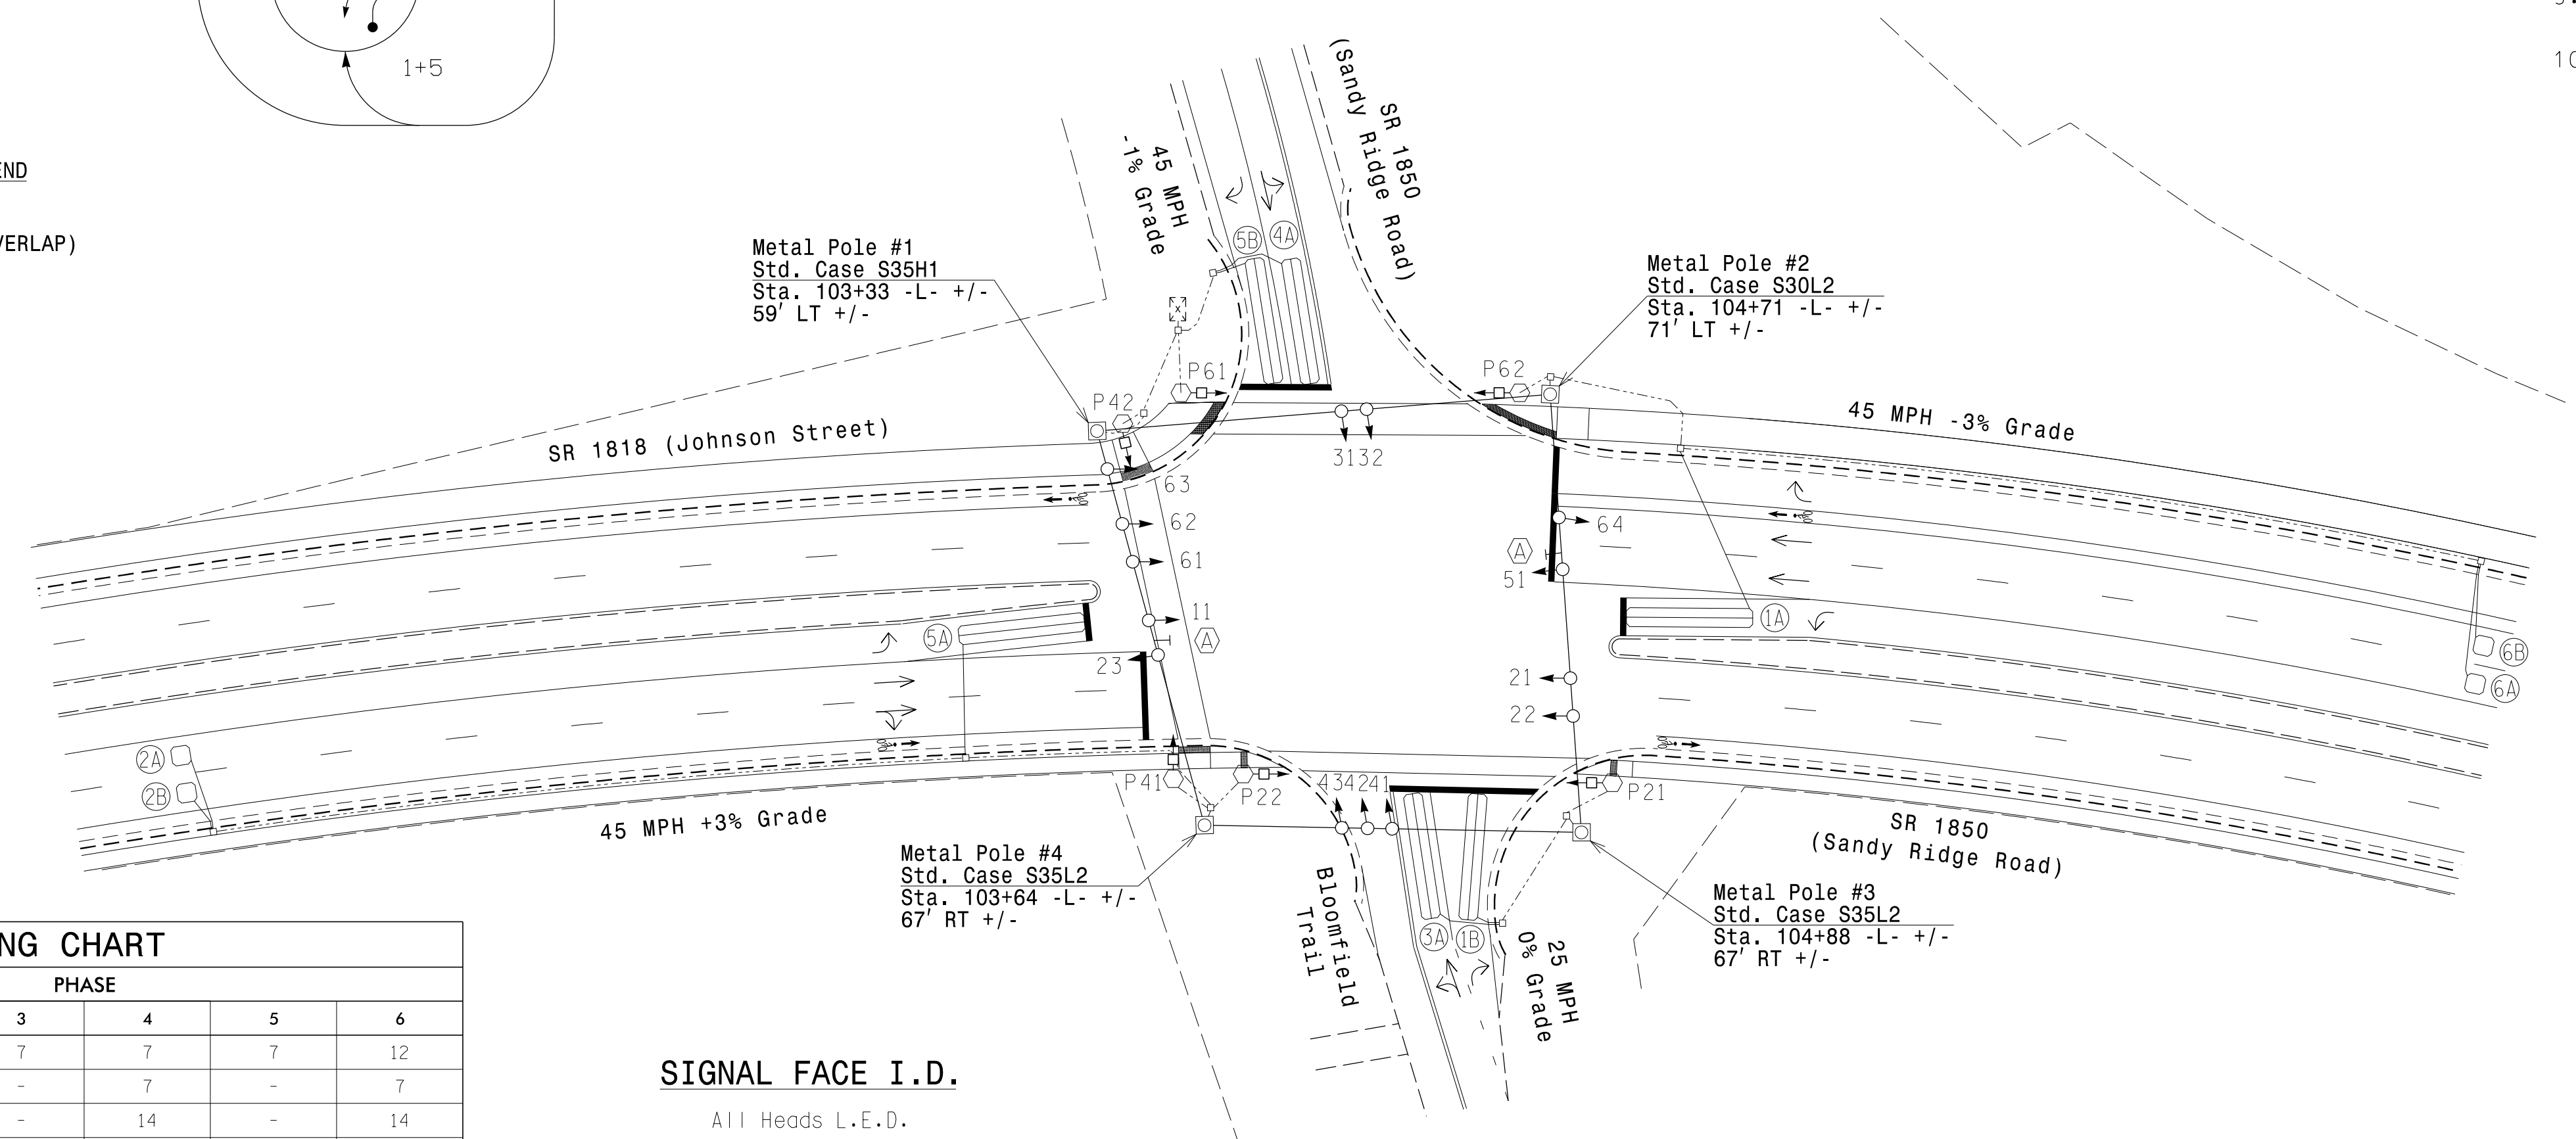 1+5
END
VERLAP)
10
45 MPH
-1% Grade
SR 1850
(Sandy Ridge Road)
5B
4A
Metal Pole #1
Std. Case S35H1
Sta. 103+33 -L- +/-
59' LT +/-
Metal Pole #2
Std. Case S30L2
Sta. 104+71 -L- +/-
71' LT +/-
X
P61
P62
P42
SR 1818 (Johnson Street)
45 MPH -3% Grade
31 32
63
62
61
11
A
23
64
A
51
21
22
5A
1A
6B
6A
2A
2B
P41
P22
43 42 41
P21
45 MPH +3% Grade
SR 1850
(Sandy Ridge Road)
Metal Pole #4
Std. Case S35L2
Sta. 103+64 -L- +/-
67' RT +/-
Metal Pole #3
Std. Case S35L2
Sta. 104+88 -L- +/-
67' RT +/-
Bloomfield
Trail
3A
1B
25 MPH
0% Grade
NG CHART
PHASE
3 4 5 6
7 7 7 12
- 7 - 7
- 14 - 14
SIGNAL FACE I.D.
All Heads L.E.D.